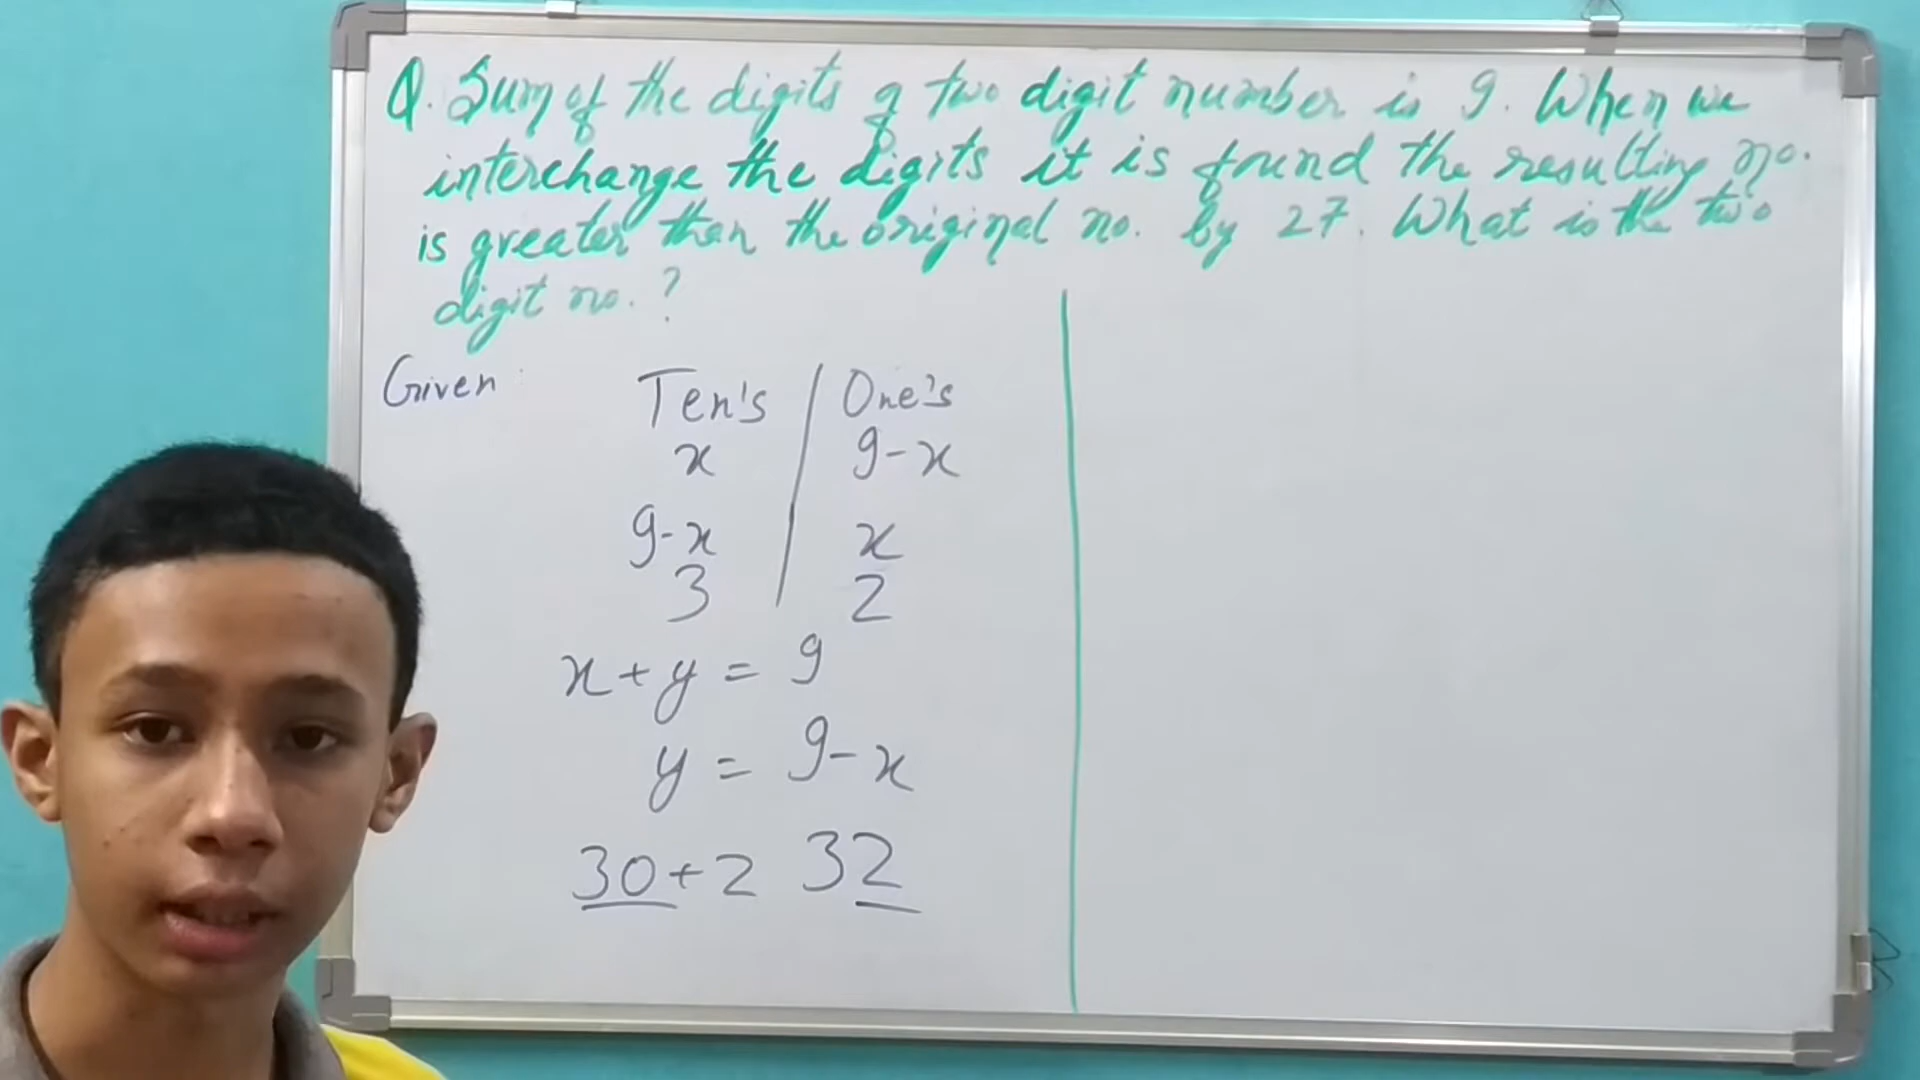 Q. Sum of the digits of two digit number is 9. When we
interchange the digits it is found the resulting no.
is greater than the original no. by 27. What is the two
digit no. ?
Given :
Ten's | One's
x | 9-x
9-x | x
3 | 2
x + y = 9
y = 9-x
30+2 32